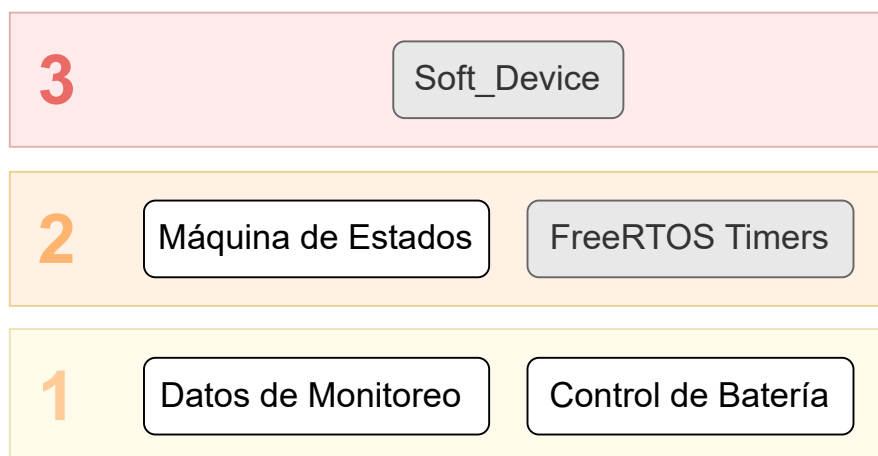 3
Soft_Device
2
Máquina de Estados
FreeRTOS Timers
1
Datos de Monitoreo
Control de Batería